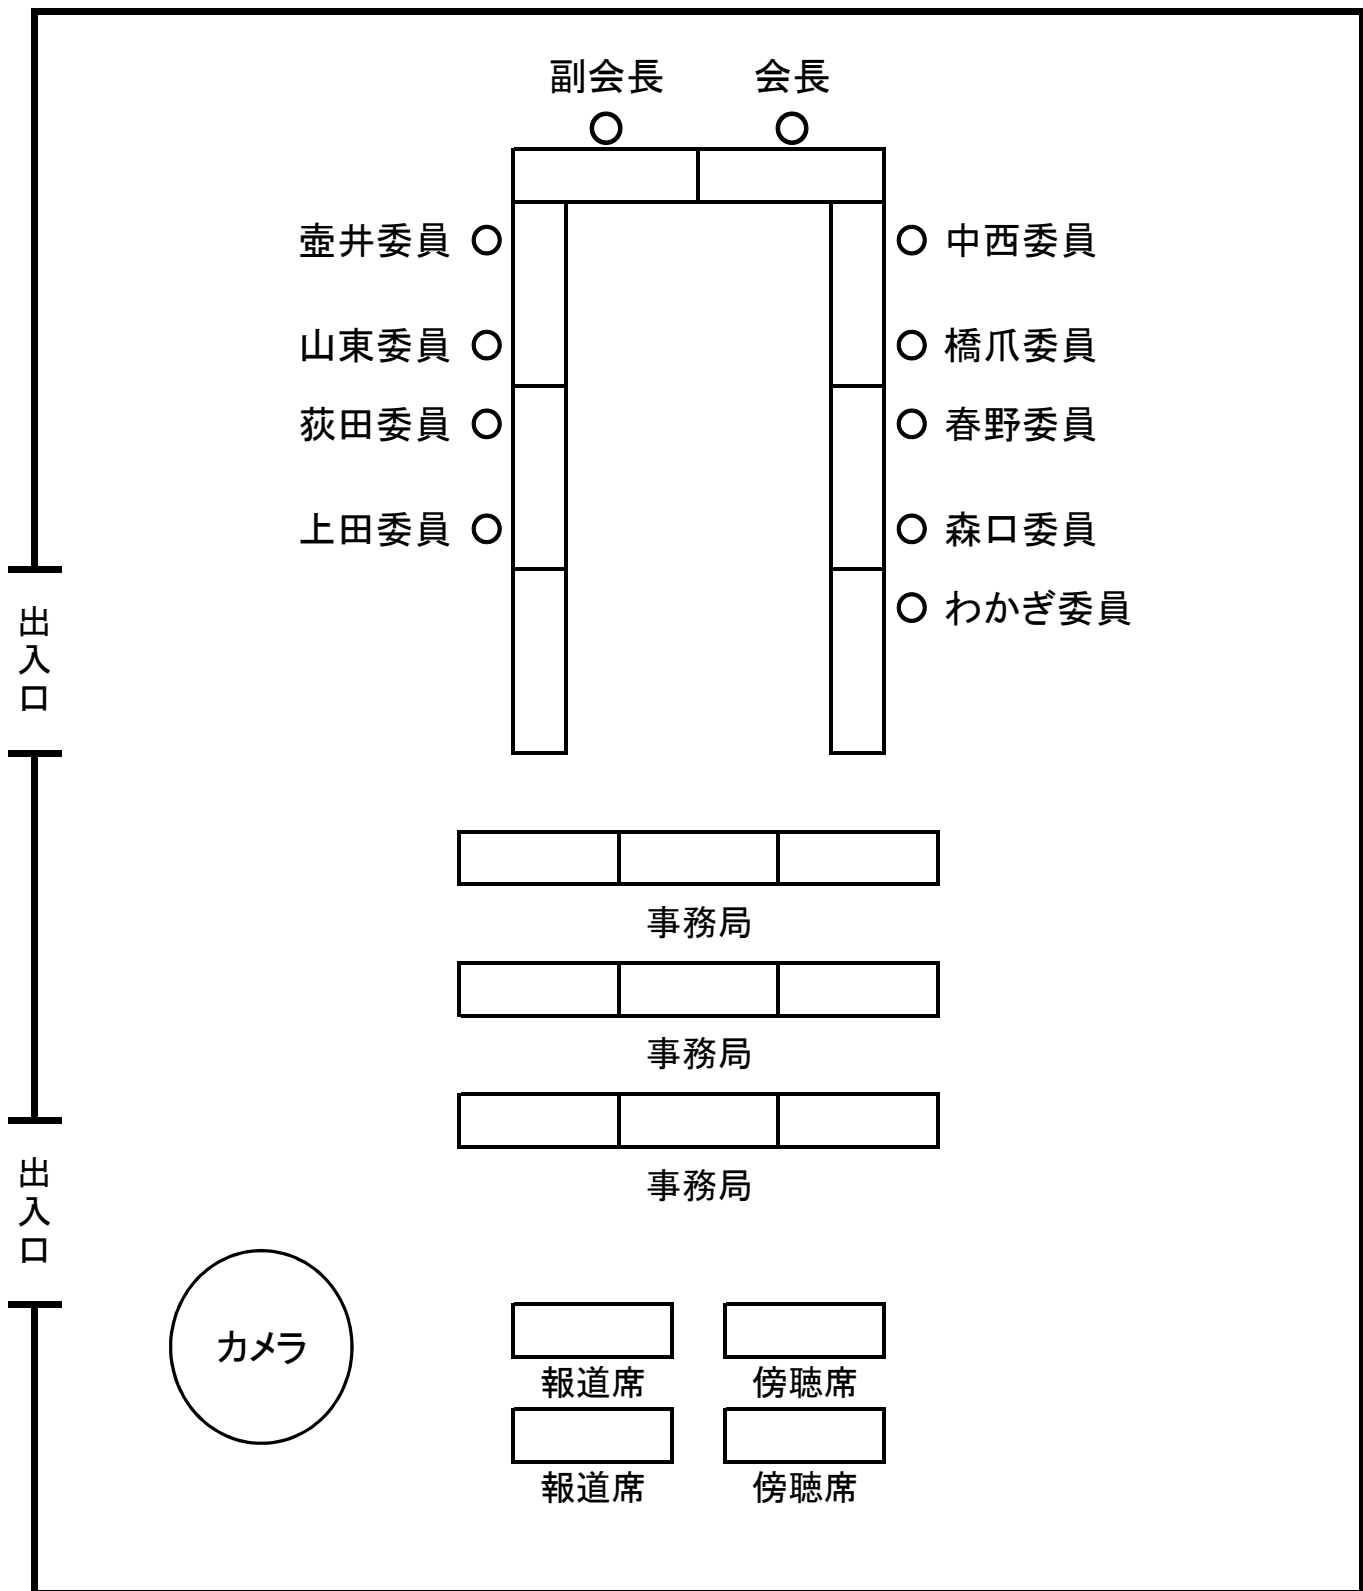 副会長 会長
壺井委員 中西委員
山東委員 橋爪委員
荻田委員 春野委員
上田委員 森口委員
わかぎ委員
出入口
事務局
事務局
事務局
出入口
カメラ
報道席 傍聴席
報道席 傍聴席